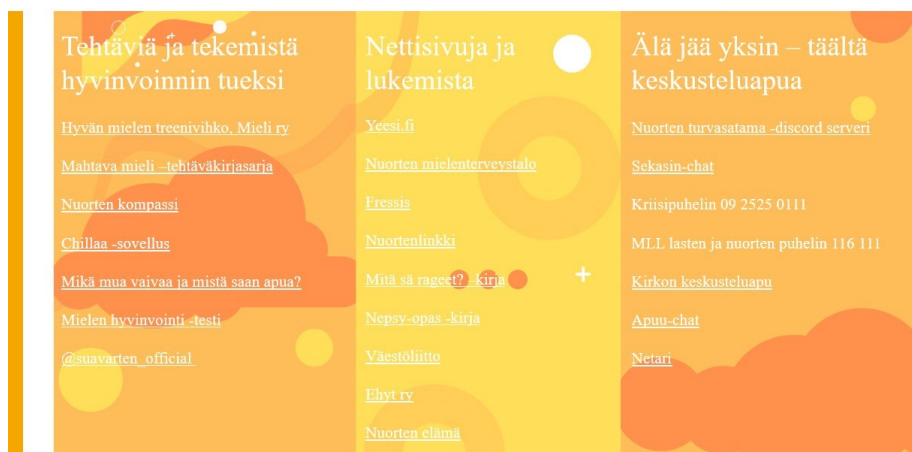 Tehtäviä ja tekemistä
hyvinvoinnin tueksi
Hyvän mielen treenivihko, Mieli ry
Mahtava mieli –tehtäväkirjasarja
Nuorten kompassi
Chillaa -sovellus
Mikä mua vaivaa ja mistä saan apua?
Mielen hyvinvointi -testi
@suavarten_official
Nettisivuja ja
lukemista
Yeesi.fi
Nuorten mielenterveystalo
Fressis
Nuortenlinkki
Mitä sä rageet? –kirja
Nepsy-opas -kirja
Väestöliitto
Ehyt ry
Nuorten elämä
Älä jää yksin – täältä
keskusteluapua
Nuorten turvasatama -discord serveri
Sekasin-chat
Kriisipuhelin 09 2525 0111
MLL lasten ja nuorten puhelin 116 111
Kirkon keskusteluapu
Apuu-chat
Netari